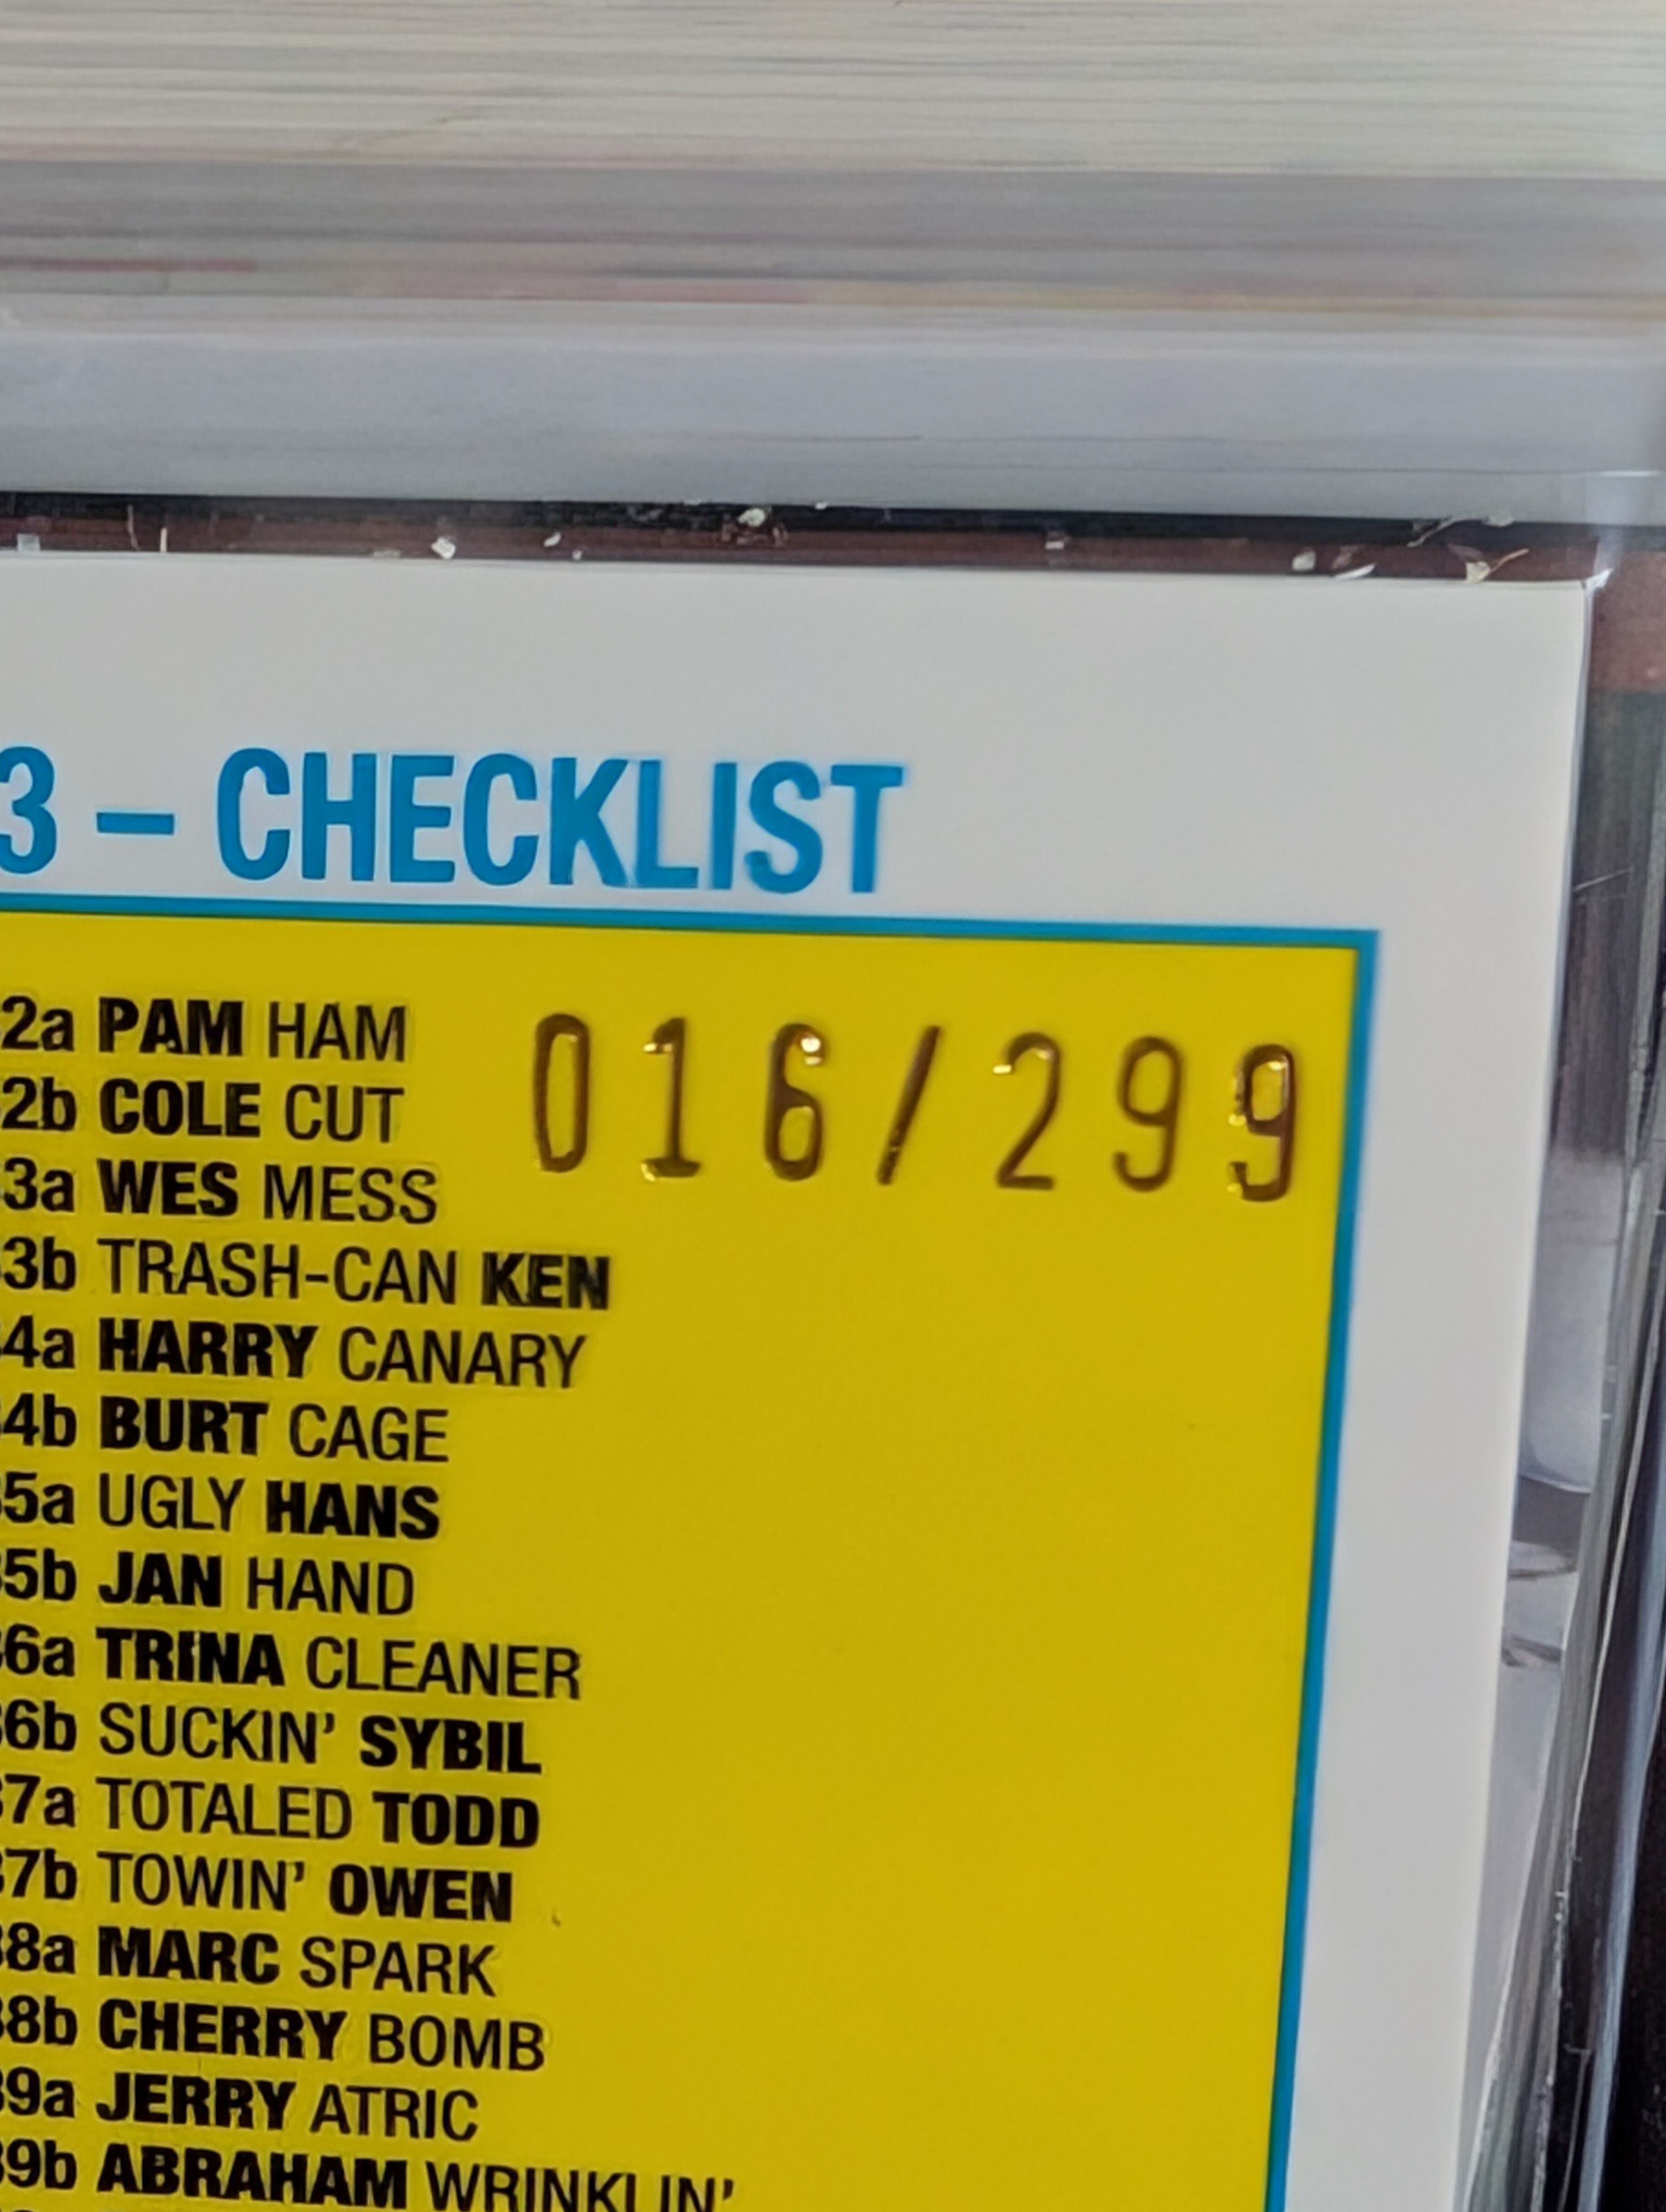 3 – CHECKLIST
016/299
2a PAM HAM
2b COLE CUT
3a WES MESS
3b TRASH-CAN KEN
4a HARRY CANARY
4b BURT CAGE
5a UGLY HANS
5b JAN HAND
6a TRINA CLEANER
6b SUCKIN' SYBIL
7a TOTALED TODD
7b TOWIN' OWEN
8a MARC SPARK
8b CHERRY BOMB
9a JERRY ATRIC
9b ABRAHAM WRINKLIN'